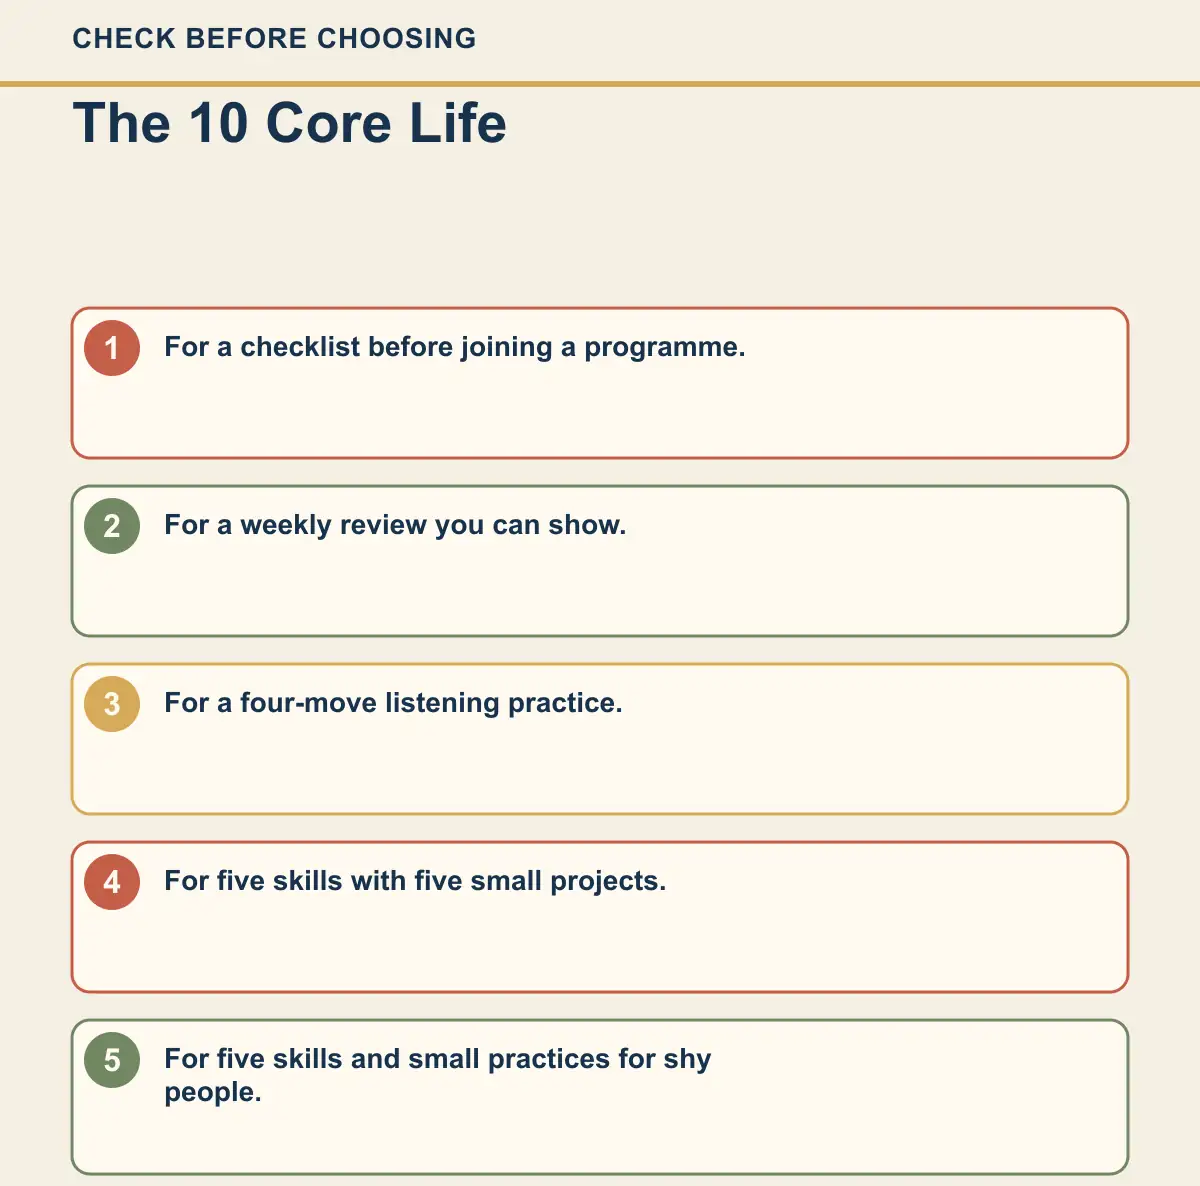 CHECK BEFORE CHOOSING
The 10 Core Life
1
For a checklist before joining a programme.
2
For a weekly review you can show.
3
For a four-move listening practice.
4
For five skills with five small projects.
5
For five skills and small practices for shy
people.